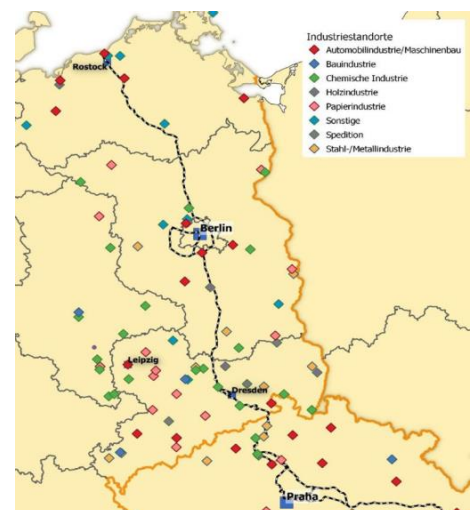 Industriestandorte
Automobilindustrie/Maschinenbau
Bauindustrie
Chemische Industrie
Holzindustrie
Papierindustrie
Sonstige
Spedition
Stahl-/Metallindustrie
Rostock
Berlin
Leipzig
Dresden
Praha